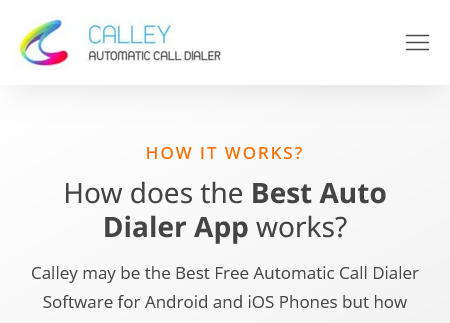 CALLEY
AUTOMATIC CALL DIALER
HOW IT WORKS?
How does the Best Auto
Dialer App works?
Calley may be the Best Free Automatic Call Dialer
Software for Android and iOS Phones but how